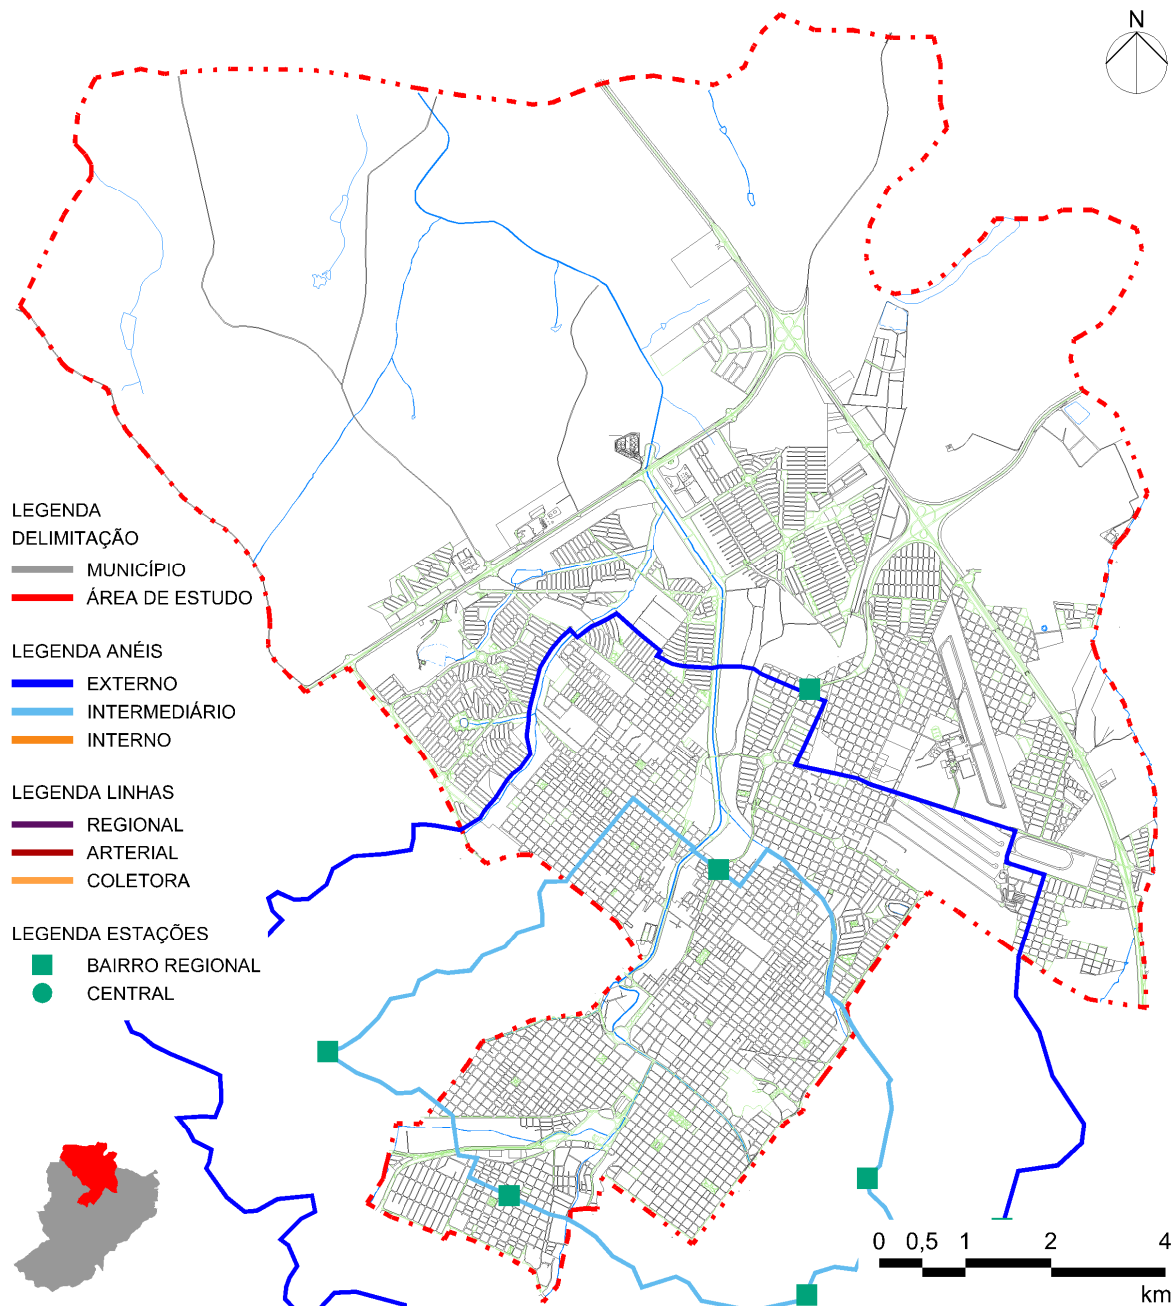 N
LEGENDA
DELIMITAÇÃO
MUNICÍPIO
ÁREA DE ESTUDO
LEGENDA ANÉIS
EXTERNO
INTERMEDIÁRIO
INTERNO
LEGENDA LINHAS
REGIONAL
ARTERIAL
COLETORA
LEGENDA ESTAÇÕES
BAIRRO REGIONAL
CENTRAL
0 0,5 1 2 4
km